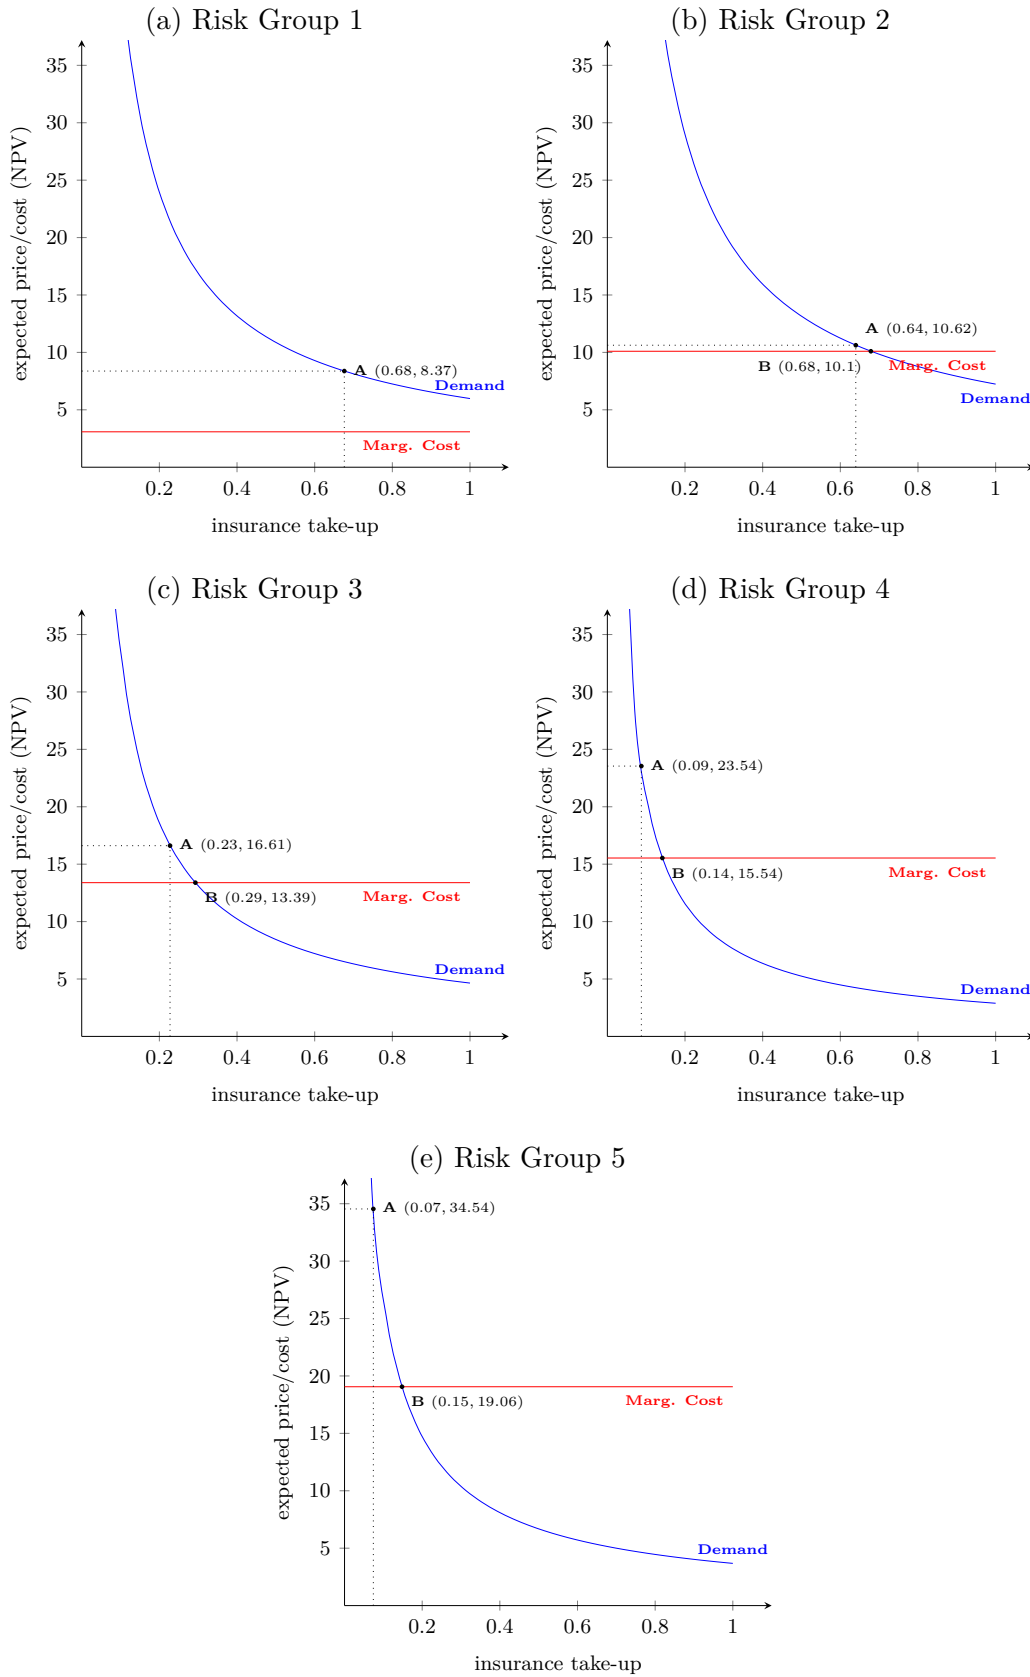 (a) Risk Group 1
35
30
25
20
15
10
5
0.2 0.4 0.6 0.8 1
expected price/cost (NPV)
insurance take-up
A (0.68, 8.37)
Demand
Marg. Cost
(b) Risk Group 2
35
30
25
20
15
10
5
0.2 0.4 0.6 0.8 1
expected price/cost (NPV)
insurance take-up
A (0.64, 10.62)
B (0.68, 10.1)
Marg. Cost
Demand
(c) Risk Group 3
35
30
25
20
15
10
5
0.2 0.4 0.6 0.8 1
expected price/cost (NPV)
insurance take-up
A (0.23, 16.61)
B (0.29, 13.39)
Marg. Cost
Demand
(d) Risk Group 4
35
30
25
20
15
10
5
0.2 0.4 0.6 0.8 1
expected price/cost (NPV)
insurance take-up
A (0.09, 23.54)
B (0.14, 15.54)
Marg. Cost
Demand
(e) Risk Group 5
35
30
25
20
15
10
5
0.2 0.4 0.6 0.8 1
expected price/cost (NPV)
insurance take-up
A (0.07, 34.54)
B (0.15, 19.06)
Marg. Cost
Demand